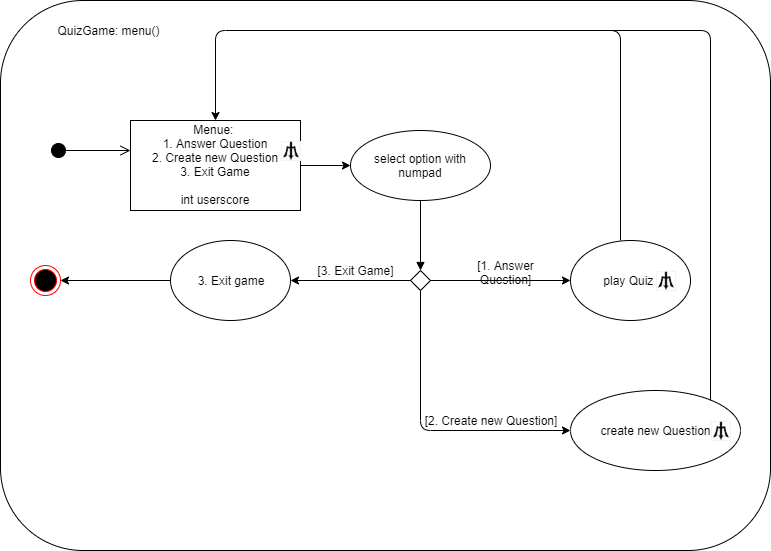 QuizGame: menu()
Menue:
1. Answer Question
2. Create new Question
3. Exit Game
int userscore
select option with
numpad
3. Exit game
[3. Exit Game]
[1. Answer
Question]
play Quiz
[2. Create new Question]
create new Question